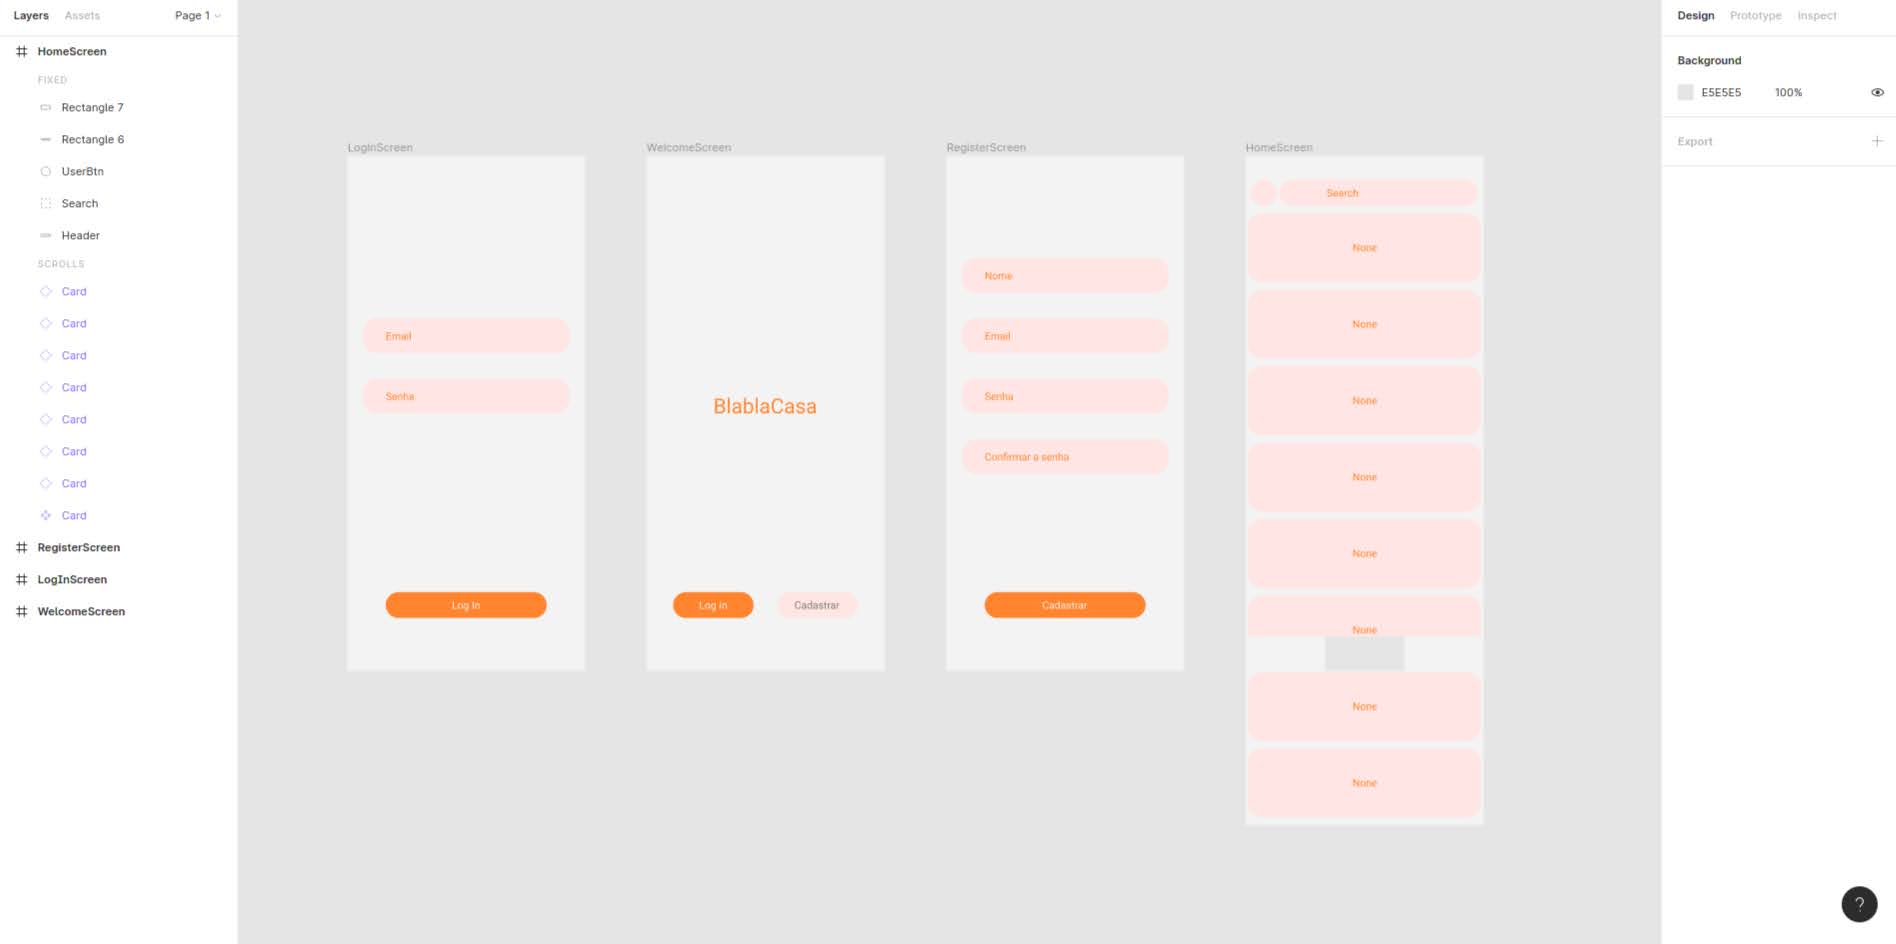 Layers Assets Page 1
HomeScreen
FIXED
Rectangle 7
Rectangle 6
UserBtn
Search
Header
SCROLLS
Card
Card
Card
Card
Card
Card
Card
Card
RegisterScreen
LogInScreen
WelcomeScreen
LogInScreen
Email
Senha
Log In
WelcomeScreen
BlablaCasa
Log in
Cadastrar
RegisterScreen
Nome
Email
Senha
Confirmar a senha
Cadastrar
HomeScreen
Search
None
None
None
None
None
None
None
None
Design Prototype Inspect
Background
E5E5E5 100%
Export
?